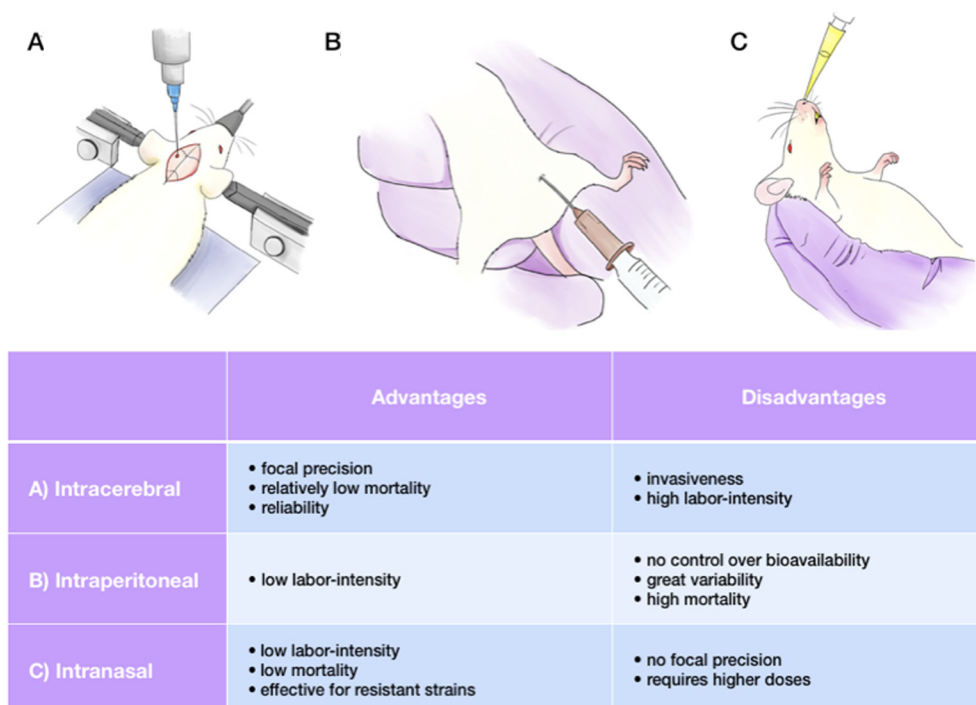 A
B
C
Advantages
Disadvantages
A) Intracerebral
• focal precision
• relatively low mortality
• reliability
• invasiveness
• high labor-intensity
B) Intraperitoneal
• low labor-intensity
• no control over bioavailability
• great variability
• high mortality
C) Intranasal
• low labor-intensity
• low mortality
• effective for resistant strains
• no focal precision
• requires higher doses